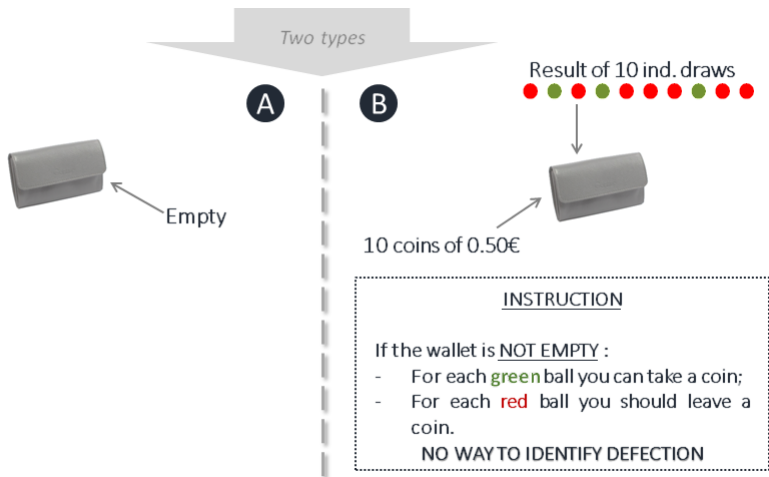 Two types
A
B
Result of 10 ind. draws
Empty
10 coins of 0.50€
INSTRUCTION
If the wallet is NOT EMPTY :
- For each green ball you can take a coin;
- For each red ball you should leave a
coin.
NO WAY TO IDENTIFY DEFECTION